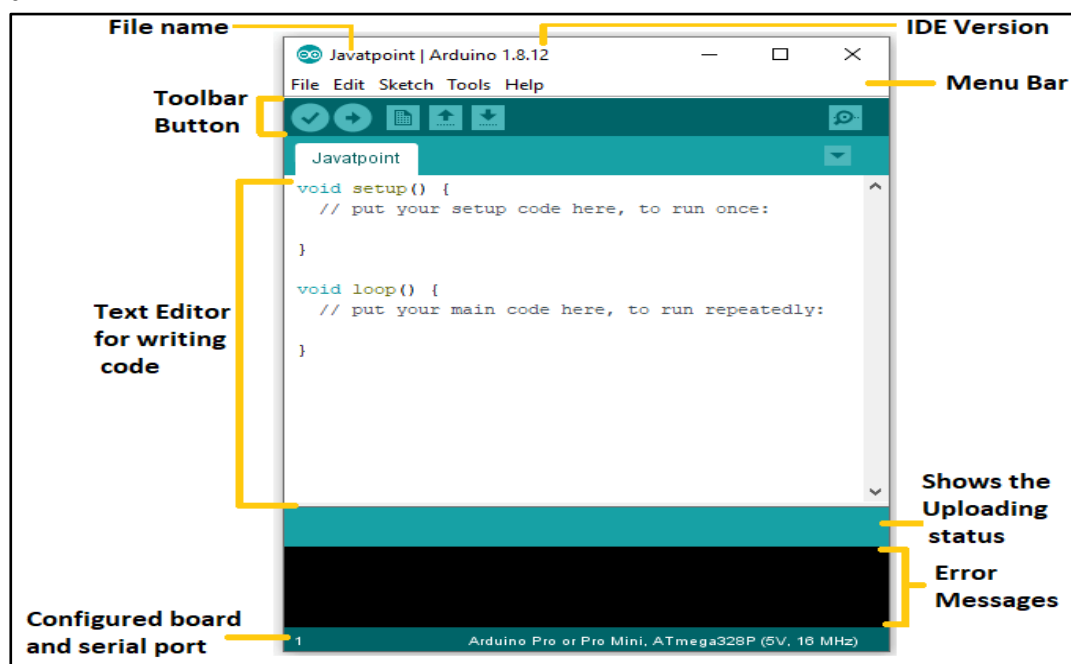 File name
IDE Version
Javatpoint | Arduino 1.8.12
File Edit Sketch Tools Help
Menu Bar
Toolbar
Button
Javatpoint
void setup() {
// put your setup code here, to run once:
}
void loop() {
// put your main code here, to run repeatedly:
}
Text Editor
for writing
code
Shows the
Uploading
status
Error
Messages
Configured board
and serial port
1
Arduino Pro or Pro Mini, ATmega328P (5V, 16 MHz)